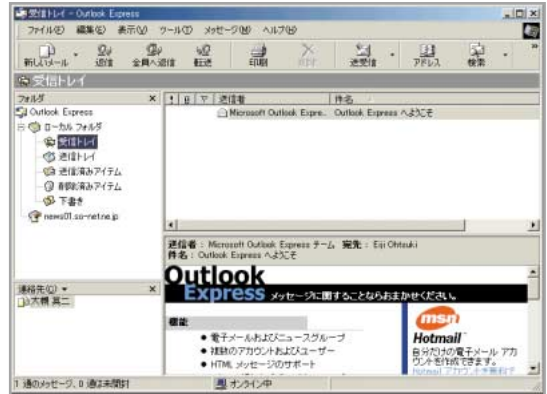 受信トレイ - Outlook Express
ファイル(F) 編集(E) 表示(V) ツール(T) メッセージ(M) ヘルプ(H)
新しいメール 返信 全員へ返信 転送 印刷 削除 送受信 アドレス 検索
受信トレイ
フォルダ
送信者 件名
Outlook Express
Microsoft Outlook Expre... Outlook Express へようこそ
ローカル フォルダ
受信トレイ
送信トレイ
送信済みアイテム
削除済みアイテム
下書き
news01.so-net.ne.jp
送信者 : Microsoft Outlook Express チーム 宛先 : Eiji Ohtsuki
件名 : Outlook Express へようこそ
Outlook
Express メッセージに関することならおまかせください。
連絡先(C)
大槻 英二
msn
Hotmail
機能
電子メールおよびニュースグループ
複数のアカウントおよびユーザー
HTML メッセージのサポート
自分だけの電子メール アカ
ウントを作成できます。
1 通のメッセージ、0 通は未開封 オンライン中